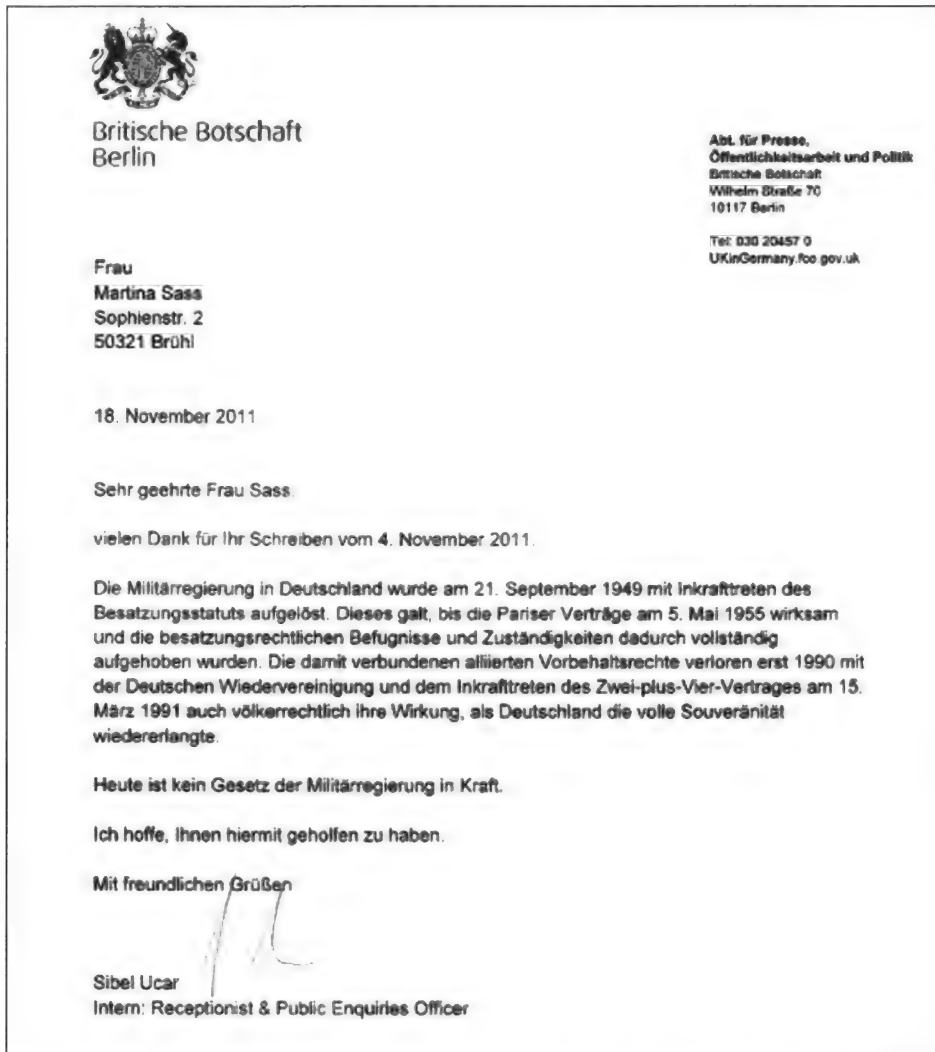 Britische Botschaft
Berlin
Abt. für Presse,
Öffentlichkeitsarbeit und Politik
Britische Botschaft
Wilhelm Straße 70
10117 Berlin
Tel: 030 20457 0
UKinGermany.fco.gov.uk
Frau
Martina Sass
Sophienstr. 2
50321 Brühl
18. November 2011
Sehr geehrte Frau Sass.
vielen Dank für Ihr Schreiben vom 4. November 2011.
Die Militärregierung in Deutschland wurde am 21. September 1949 mit Inkrafttreten des
Besatzungsstatuts aufgelöst. Dieses galt, bis die Pariser Verträge am 5. Mai 1955 wirksam
und die besatzungsrechtlichen Befugnisse und Zuständigkeiten dadurch vollständig
aufgehoben wurden. Die damit verbundenen alliierten Vorbehaltsrechte verloren erst 1990 mit
der Deutschen Wiedervereinigung und dem Inkrafttreten des Zwei-plus-Vier-Vertrages am 15.
März 1991 auch völkerrechtlich ihre Wirkung, als Deutschland die volle Souveränität
wiedererlangte.
Heute ist kein Gesetz der Militärregierung in Kraft.
Ich hoffe, Ihnen hiermit geholfen zu haben.
Mit freundlichen Grüßen
Sibel Ucar
Intern: Receptionist & Public Enquiries Officer